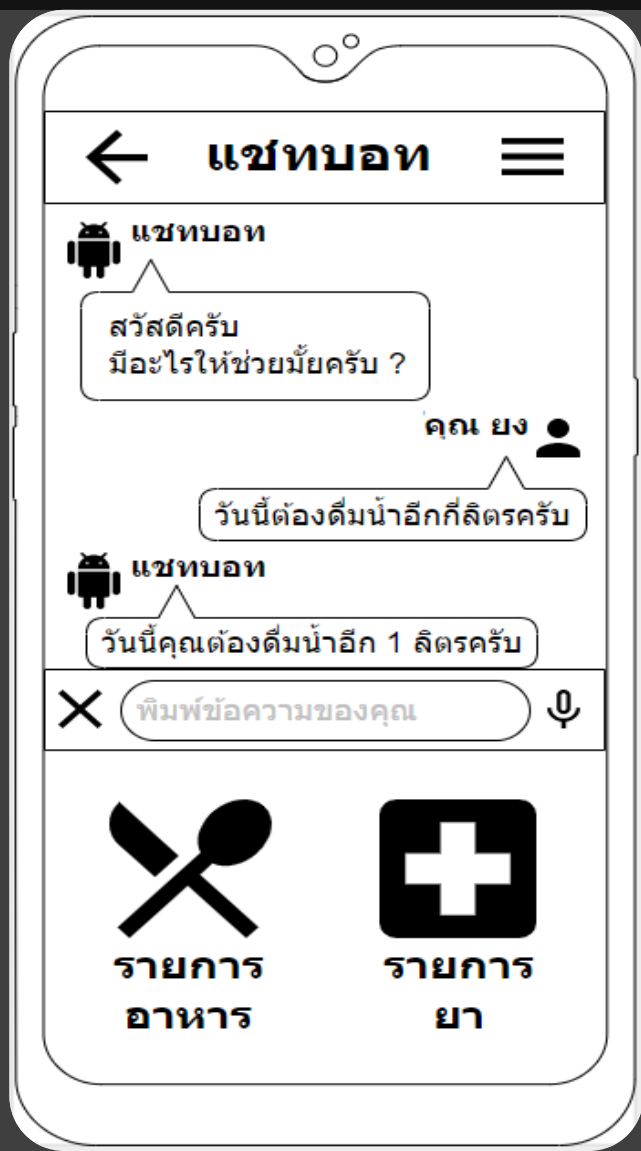 แชทบอท
แชทบอท
สวัสดีครับ
มีอะไรให้ช่วยมั้ยครับ ?
คุณ ยง
วันนี้ต้องดื่มน้ำอีกกี่ลิตรครับ
แชทบอท
วันนี้คุณต้องดื่มน้ำอีก 1 ลิตรครับ
พิมพ์ข้อความของคุณ
รายการ
อาหาร
รายการ
ยา